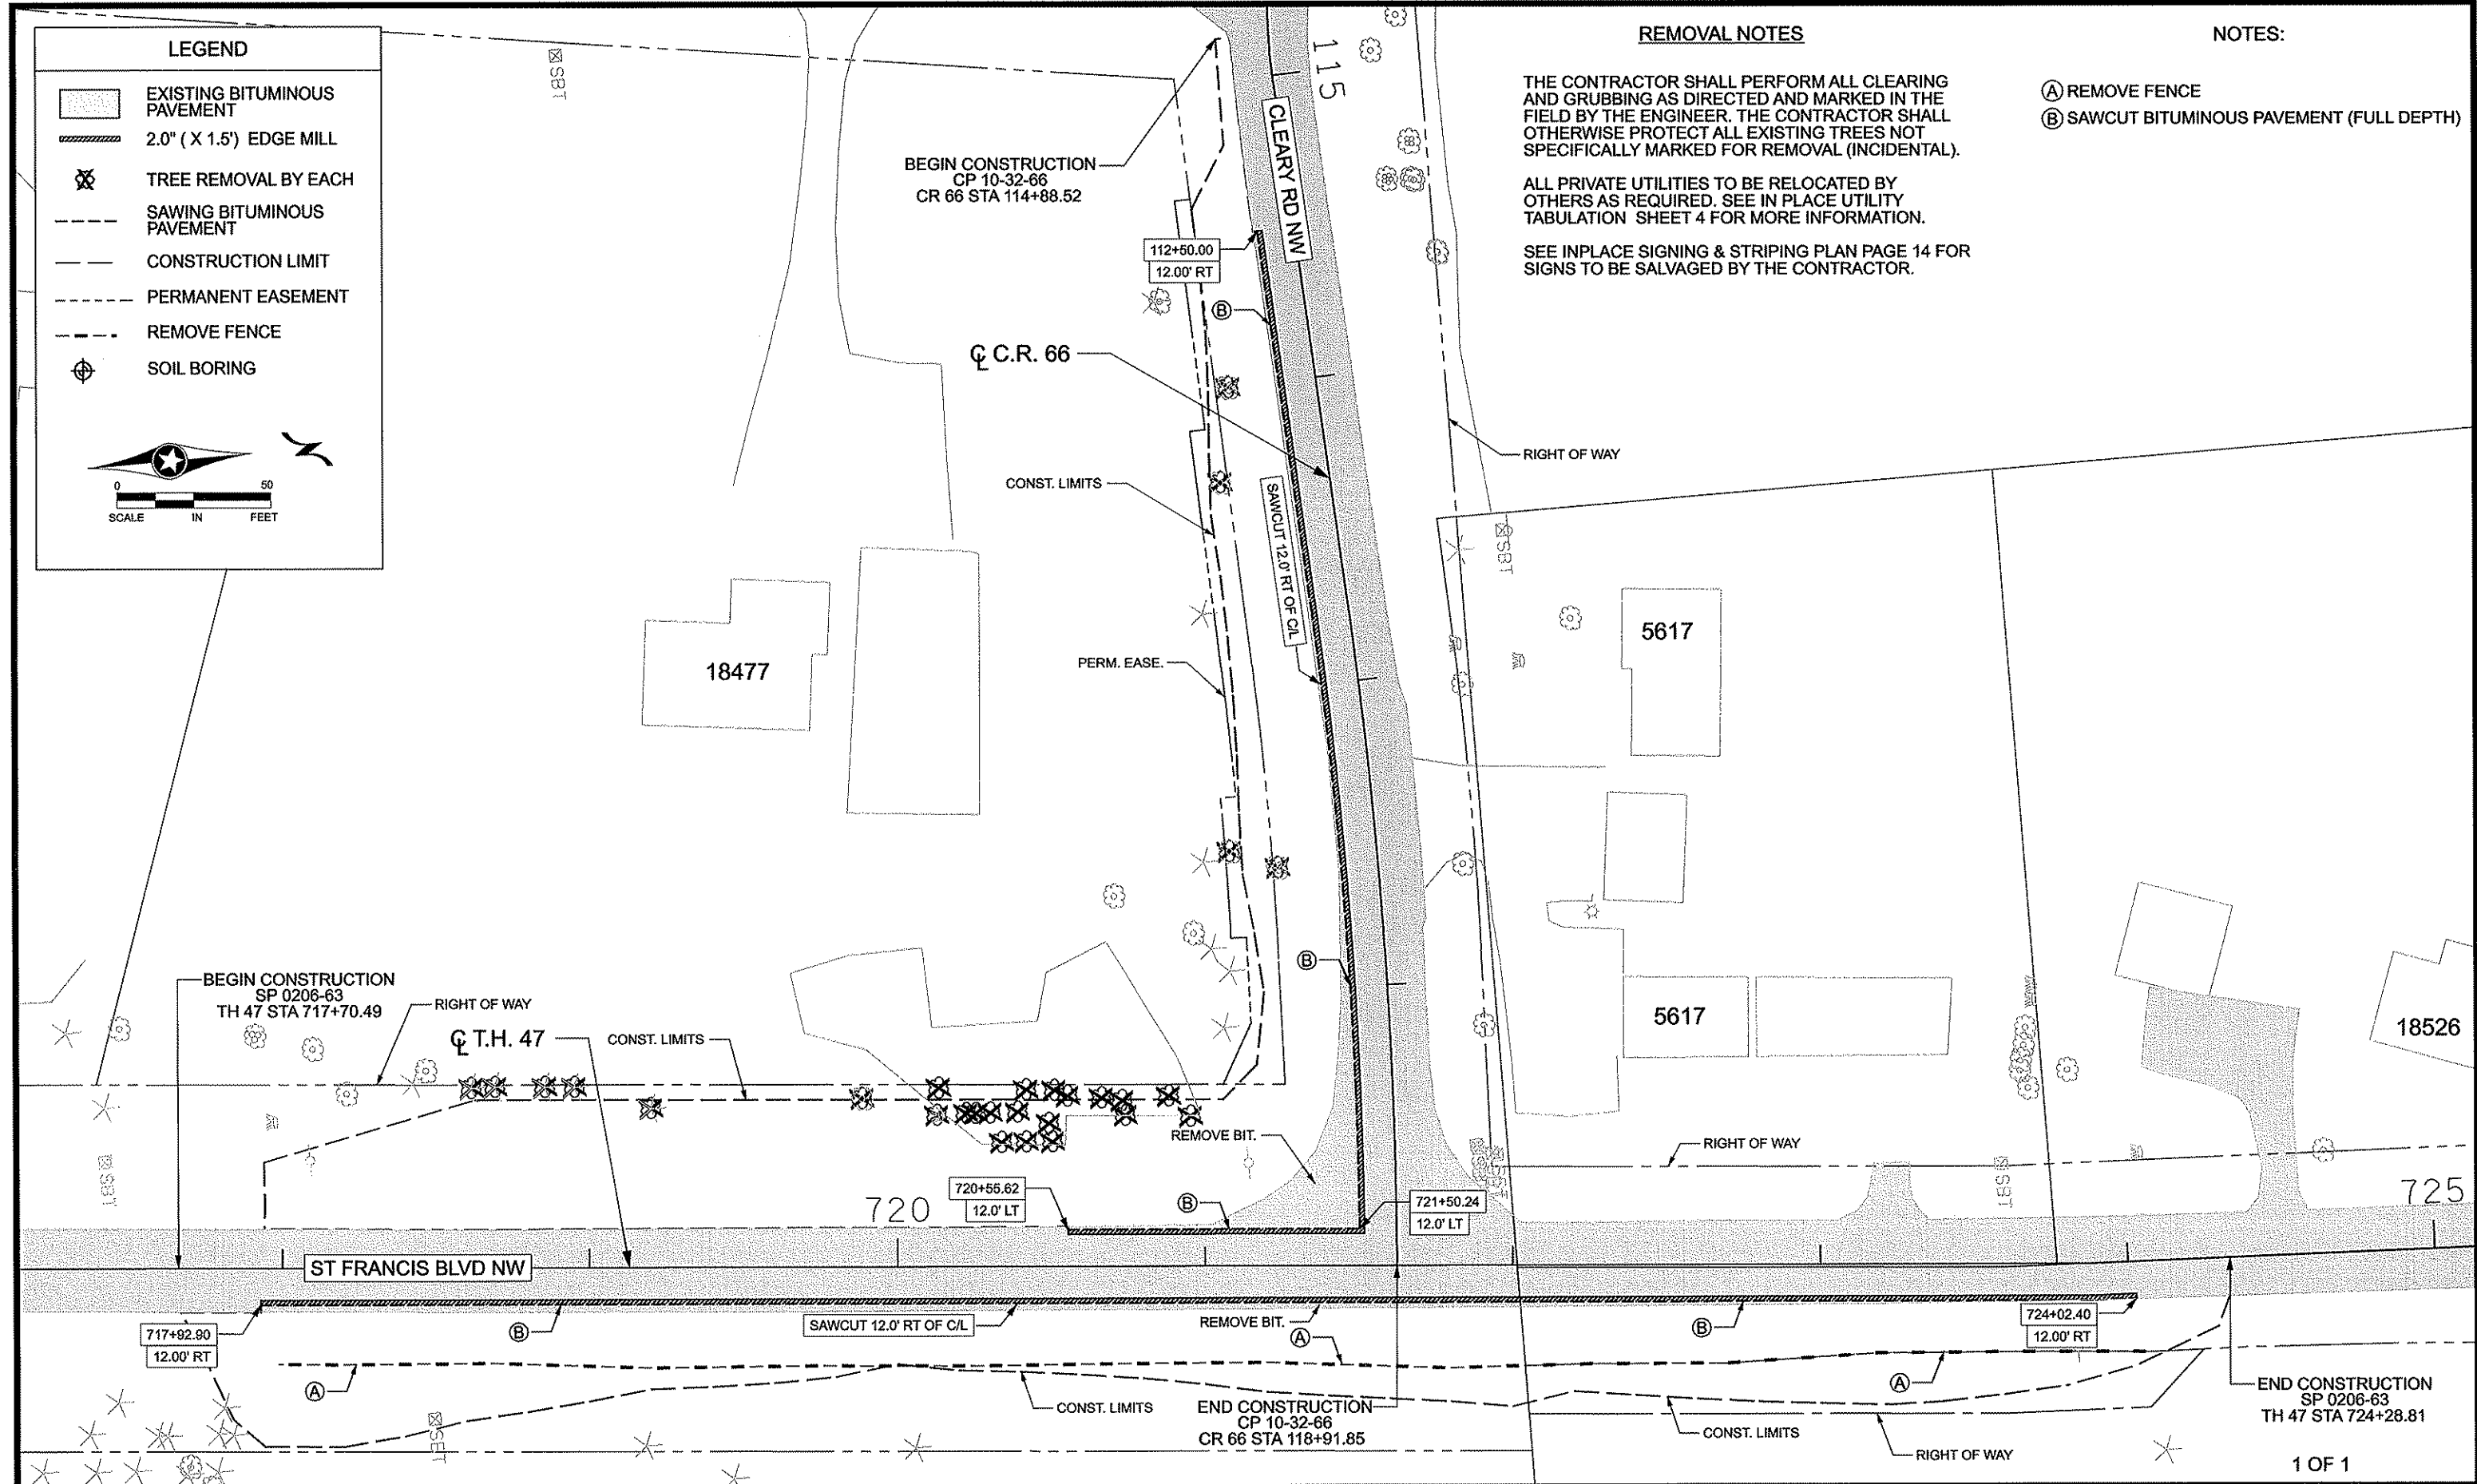 LEGEND
EXISTING BITUMINOUS
PAVEMENT
2.0" ( X 1.5') EDGE MILL
TREE REMOVAL BY EACH
SAWING BITUMINOUS
PAVEMENT
CONSTRUCTION LIMIT
PERMANENT EASEMENT
REMOVE FENCE
SOIL BORING
0 50
SCALE IN FEET
REMOVAL NOTES
THE CONTRACTOR SHALL PERFORM ALL CLEARING
AND GRUBBING AS DIRECTED AND MARKED IN THE
FIELD BY THE ENGINEER. THE CONTRACTOR SHALL
OTHERWISE PROTECT ALL EXISTING TREES NOT
SPECIFICALLY MARKED FOR REMOVAL (INCIDENTAL).
ALL PRIVATE UTILITIES TO BE RELOCATED BY
OTHERS AS REQUIRED. SEE IN PLACE UTILITY
TABULATION SHEET 4 FOR MORE INFORMATION.
SEE INPLACE SIGNING & STRIPING PLAN PAGE 14 FOR
SIGNS TO BE SALVAGED BY THE CONTRACTOR.
NOTES:
Ⓐ REMOVE FENCE
Ⓑ SAWCUT BITUMINOUS PAVEMENT (FULL DEPTH)
SBT
115
CLEARY RD NW
BEGIN CONSTRUCTION
CP 10-32-66
CR 66 STA 114+88.52
112+50.00
12.00' RT
Ⓑ
℄ C.R. 66
RIGHT OF WAY
CONST. LIMITS
SAWCUT 12.0' RT OF C/L
SBT
5617
18477
PERM. EASE.
Ⓑ
BEGIN CONSTRUCTION
SP 0206-63
TH 47 STA 717+70.49
RIGHT OF WAY
℄ T.H. 47
CONST. LIMITS
5617
18526
REMOVE BIT.
RIGHT OF WAY
SBT
SBT
SBT
720
720+55.62
12.0' LT
Ⓑ
721+50.24
12.0' LT
725
ST FRANCIS BLVD NW
717+92.90
12.00' RT
Ⓑ
SAWCUT 12.0' RT OF C/L
REMOVE BIT.
Ⓐ
Ⓑ
724+02.40
12.00' RT
Ⓐ
Ⓐ
SBT
CONST. LIMITS
END CONSTRUCTION
CP 10-32-66
CR 66 STA 118+91.85
CONST. LIMITS
RIGHT OF WAY
END CONSTRUCTION
SP 0206-63
TH 47 STA 724+28.81
1 OF 1